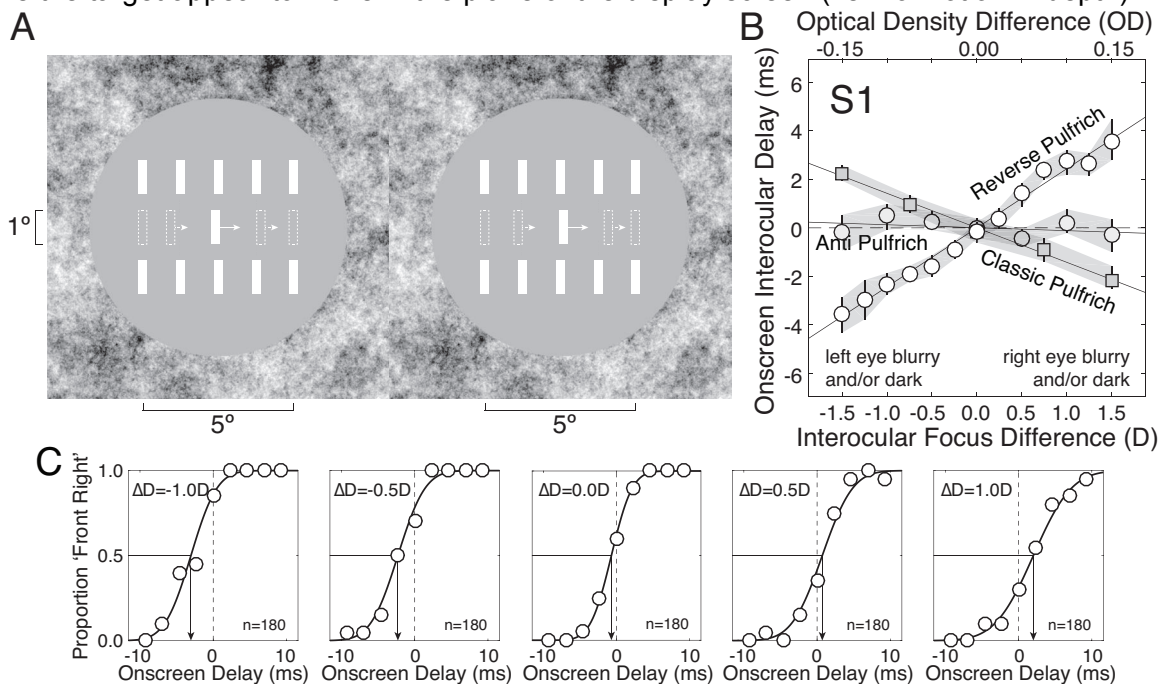 A
1º
5º
5º
B
Optical Density Difference (OD)
-0.15 0.00 0.15
Onscreen Interocular Delay (ms)
6
4
2
0
-2
-4
-6
S1
Reverse Pulfrich
Anti Pulfrich
Classic Pulfrich
left eye blurry
and/or dark
right eye blurry
and/or dark
-1.5 -1.0 -0.5 0.0 0.5 1.0 1.5
Interocular Focus Difference (D)
C
Proportion ‘Front Right’
1.0
0.5
0.0
ΔD=-1.0D
n=180
-10 0 10
Onscreen Delay (ms)
ΔD=-0.5D
n=180
-10 0 10
Onscreen Delay (ms)
ΔD=0.0D
n=180
-10 0 10
Onscreen Delay (ms)
ΔD=0.5D
n=180
-10 0 10
Onscreen Delay (ms)
ΔD=1.0D
n=180
-10 0 10
Onscreen Delay (ms)